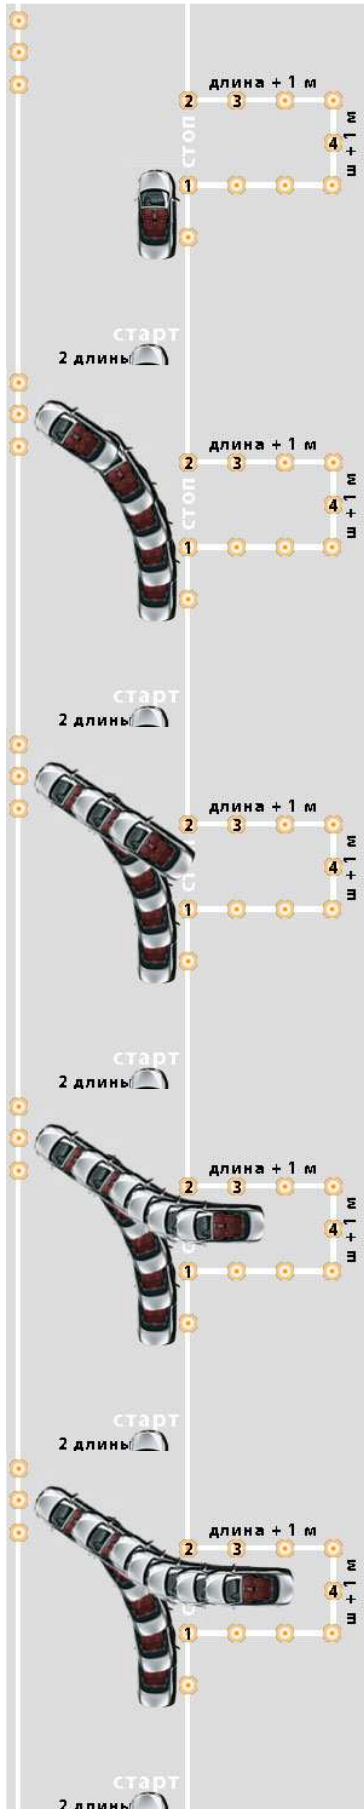 длина + 1 м
2 3
стоп
4
ш + 1 м
1
старт
2 длины
длина + 1 м
2 3
стоп
4
ш + 1 м
1
старт
2 длины
длина + 1 м
2 3
ст
4
ш + 1 м
1
старт
2 длины
длина + 1 м
2 3
4
ш + 1 м
1
старт
2 длины
длина + 1 м
2 3
4
ш + 1 м
1
старт
2 длины